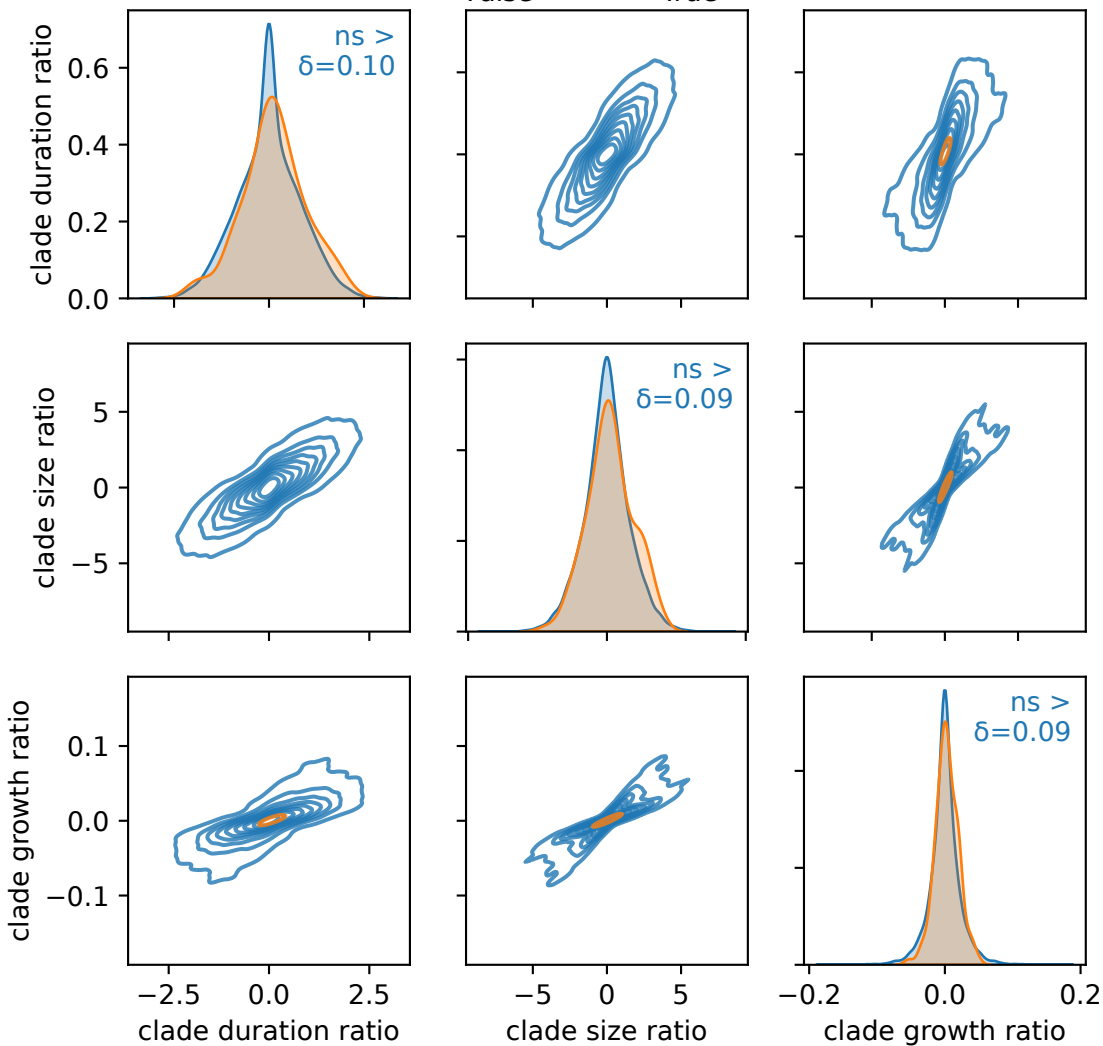 clade duration ratio
0.6
0.4
0.2
0.0
ns >
δ=0.10
clade size ratio
5
0
−5
ns >
δ=0.09
clade growth ratio
0.1
0.0
−0.1
ns >
δ=0.09
−2.5 0.0 2.5
−5 0 5
−0.2 0.0 0.2
clade duration ratio
clade size ratio
clade growth ratio